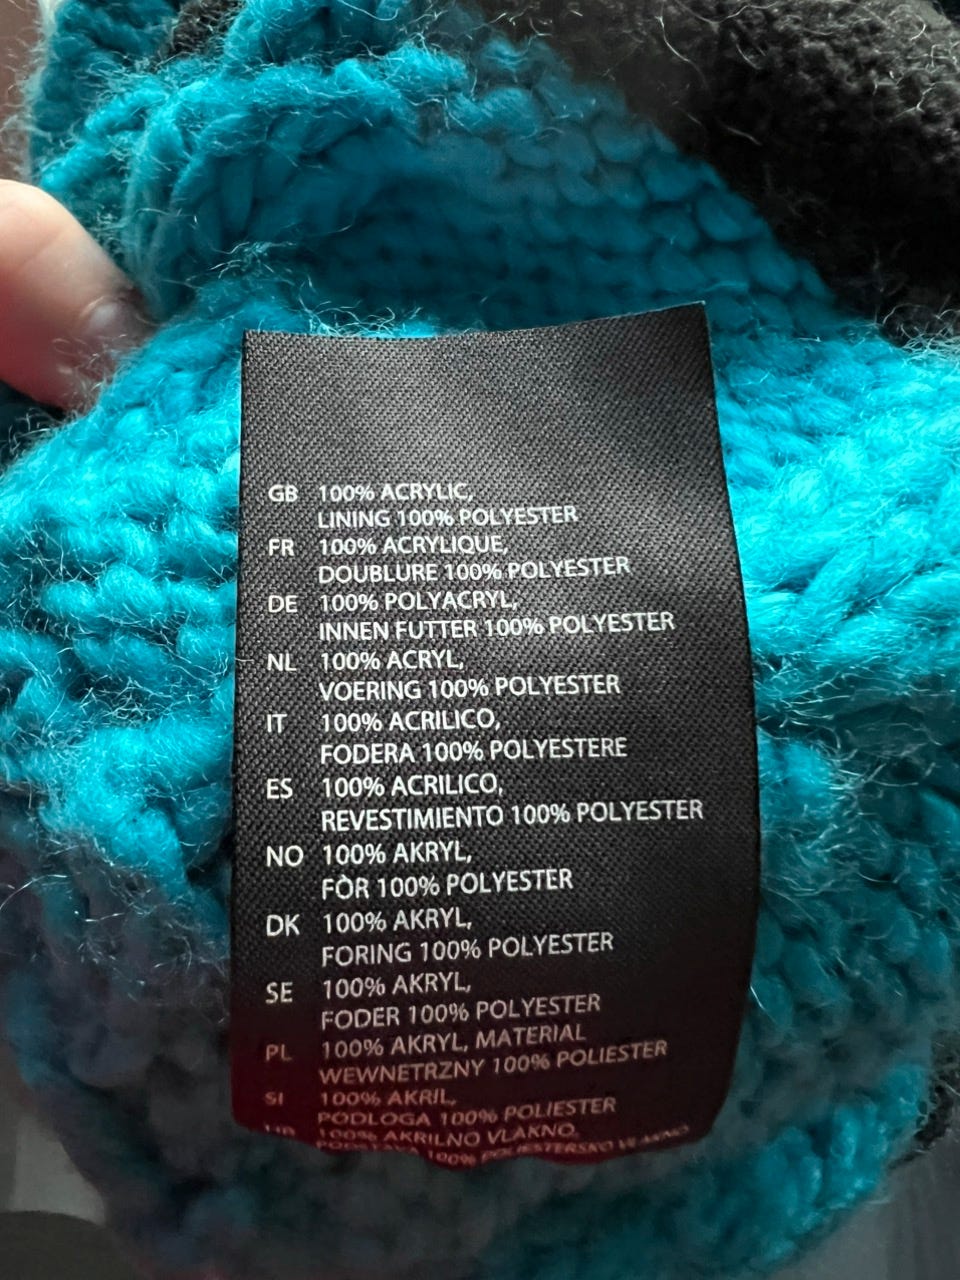 GB 100% ACRYLIC,
LINING 100% POLYESTER
FR 100% ACRYLIQUE,
DOUBLURE 100% POLYESTER
DE 100% POLYACRYL,
INNEN FUTTER 100% POLYESTER
NL 100% ACRYL,
VOERING 100% POLYESTER
IT 100% ACRILICO,
FODERA 100% POLYESTERE
ES 100% ACRILICO,
REVESTIMIENTO 100% POLYESTER
NO 100% AKRYL,
FÒR 100% POLYESTER
DK 100% AKRYL,
FORING 100% POLYESTER
SE 100% AKRYL,
FODER 100% POLYESTER
PL 100% AKRYL, MATERIAL
WEWNETRZNY 100% POLIESTER
SI 100% AKRIL,
PODLOGA 100% POLIESTER
100% AKRILNO VLAKNO,
100% POLIESTERSKO VLAKNO